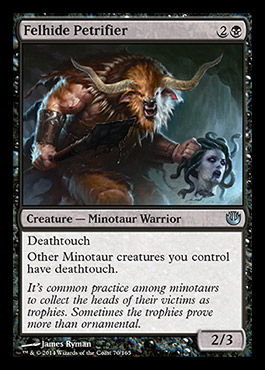 Felhide Petrifier 2
Creature — Minotaur Warrior
Deathtouch
Other Minotaur creatures you control
have deathtouch.
It's common practice among minotaurs
to collect the heads of their victims as
trophies. Sometimes the trophies prove
more than ornamental.
2/3
James Ryman
™ & © 2014 Wizards of the Coast 70/165